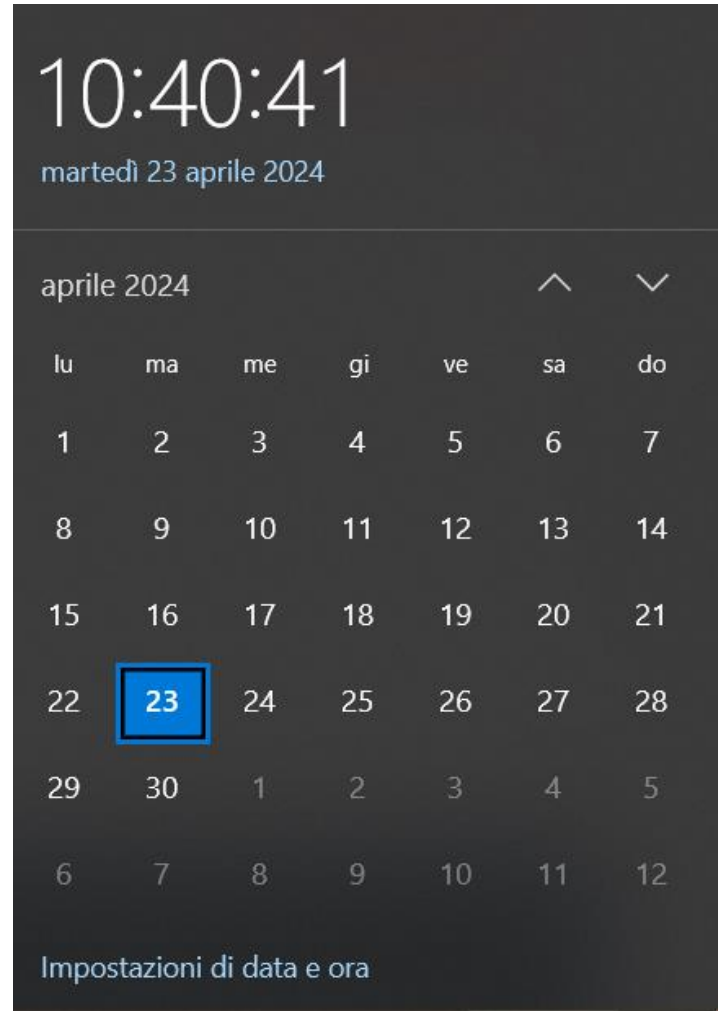 10:40:41
martedì 23 aprile 2024
aprile 2024
lu ma me gi ve sa do
1 2 3 4 5 6 7
8 9 10 11 12 13 14
15 16 17 18 19 20 21
22 23 24 25 26 27 28
29 30 1 2 3 4 5
6 7 8 9 10 11 12
Impostazioni di data e ora